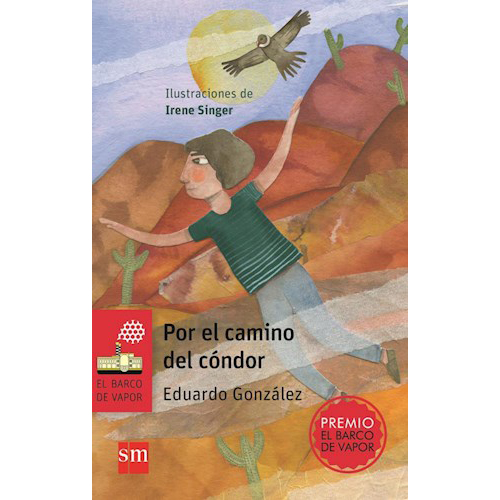 Ilustraciones de
Irene Singer
Por el camino
del cóndor
Eduardo González
EL BARCO
DE VAPOR
sm
PREMIO
EL BARCO
DE VAPOR